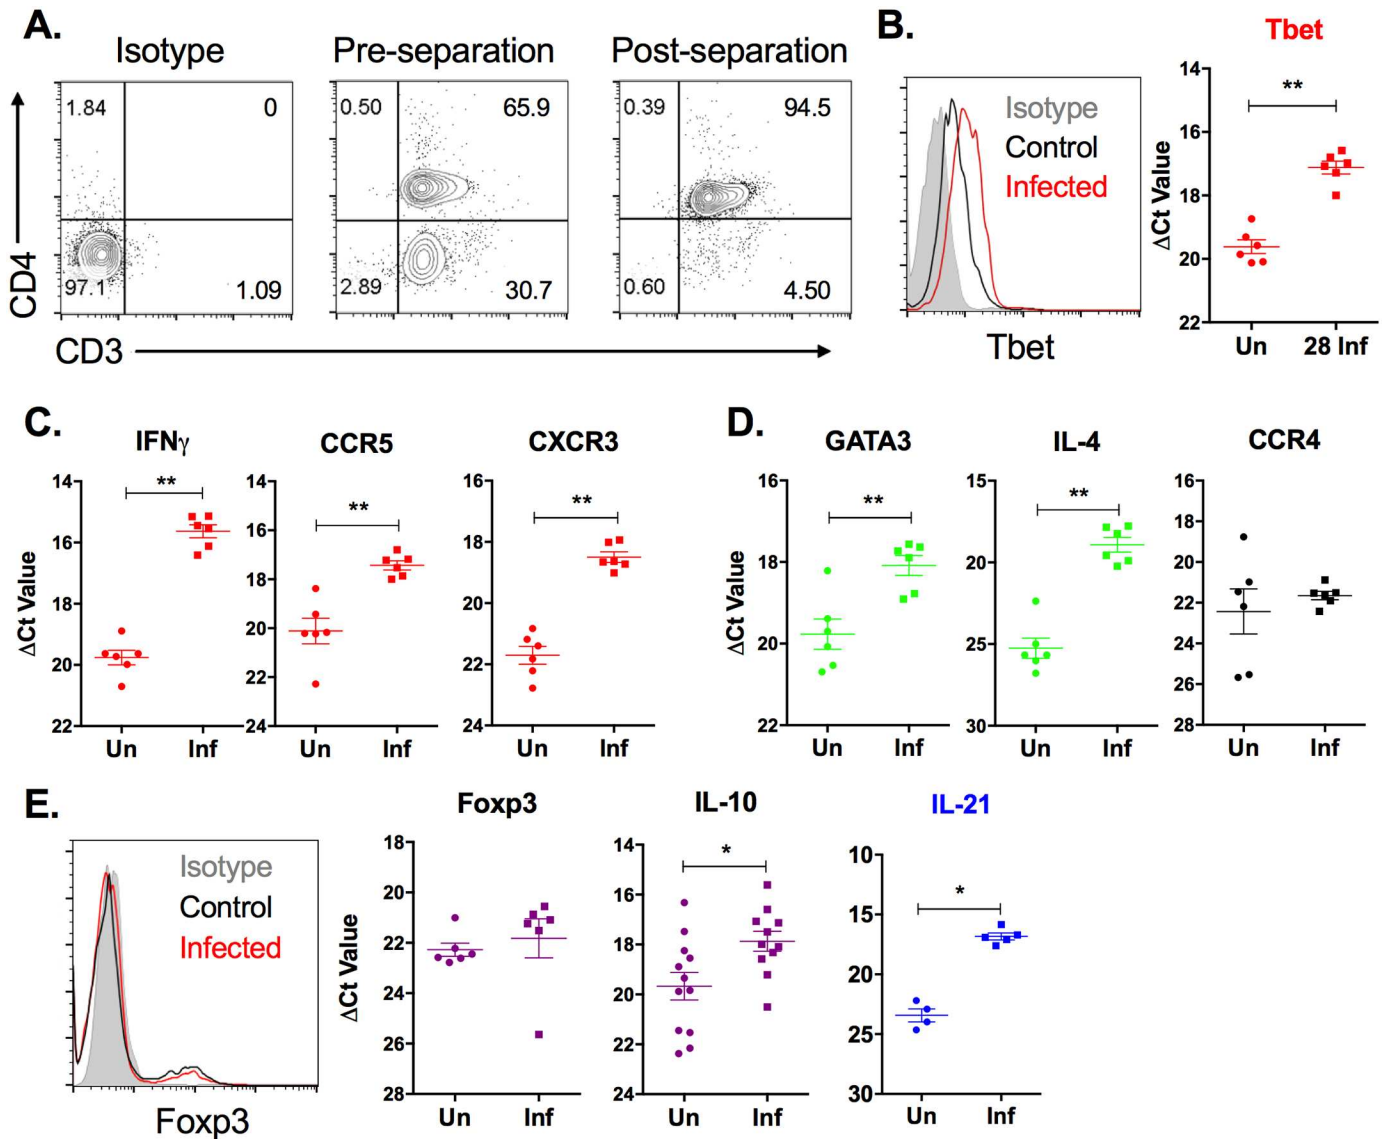 A.
Isotype
Pre-separation
Post-separation
1.84
0
97.1
1.09
0.50
65.9
2.89
30.7
0.39
94.5
0.60
4.50
CD4
CD3
B.
Isotype
Control
Infected
Tbet
Tbet
**
ΔCt Value
14
16
18
20
22
Un
28 Inf
C.
IFNγ
**
ΔCt Value
14
16
18
20
22
Un
Inf
CCR5
**
14
16
18
20
22
24
Un
Inf
CXCR3
**
16
18
20
22
24
Un
Inf
D.
GATA3
**
ΔCt Value
16
18
20
22
Un
Inf
IL-4
**
15
20
25
30
Un
Inf
CCR4
16
18
20
22
24
26
28
Un
Inf
E.
Isotype
Control
Infected
Foxp3
Foxp3
ΔCt Value
18
20
22
24
26
28
Un
Inf
IL-10
*
14
16
18
20
22
24
Un
Inf
IL-21
*
10
15
20
25
30
Un
Inf